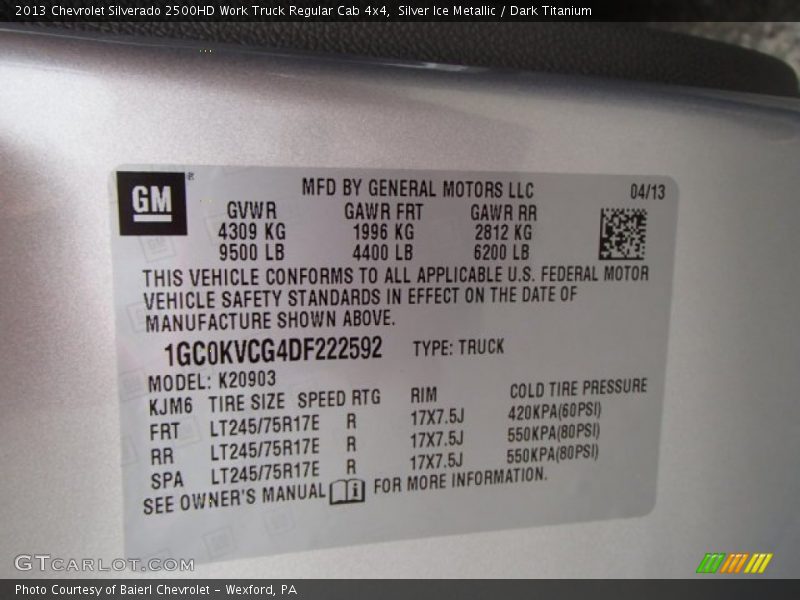 2013 Chevrolet Silverado 2500HD Work Truck Regular Cab 4x4, Silver Ice Metallic / Dark Titanium
GM
MFD BY GENERAL MOTORS LLC 04/13
GVWR GAWR FRT GAWR RR
4309 KG 1996 KG 2812 KG
9500 LB 4400 LB 6200 LB
THIS VEHICLE CONFORMS TO ALL APPLICABLE U.S. FEDERAL MOTOR
VEHICLE SAFETY STANDARDS IN EFFECT ON THE DATE OF
MANUFACTURE SHOWN ABOVE.
1GC0KVCG4DF222592 TYPE: TRUCK
MODEL: K20903
KJM6 TIRE SIZE SPEED RTG RIM COLD TIRE PRESSURE
FRT LT245/75R17E R 17X7.5J 420KPA(60PSI)
RR LT245/75R17E R 17X7.5J 550KPA(80PSI)
SPA LT245/75R17E R 17X7.5J 550KPA(80PSI)
SEE OWNER'S MANUAL FOR MORE INFORMATION.
GTCARLOT.COM
Photo Courtesy of Baierl Chevrolet - Wexford, PA